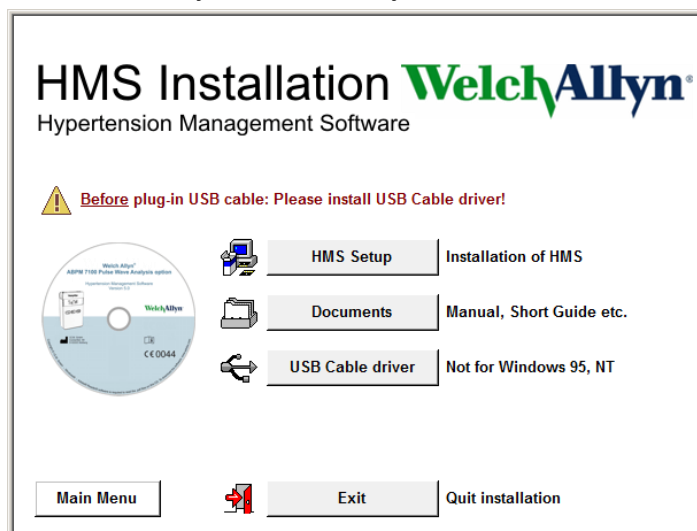 HMS Installation WelchAllyn®
Hypertension Management Software
Before plug-in USB cable: Please install USB Cable driver!
Welch Allyn®
ABPM 7100 Pulse Wave Analysis option
Hypertension Management Software
WelchAllyn
CE 0044
HMS Setup Installation of HMS
Documents Manual, Short Guide etc.
USB Cable driver Not for Windows 95, NT
Main Menu Exit Quit installation